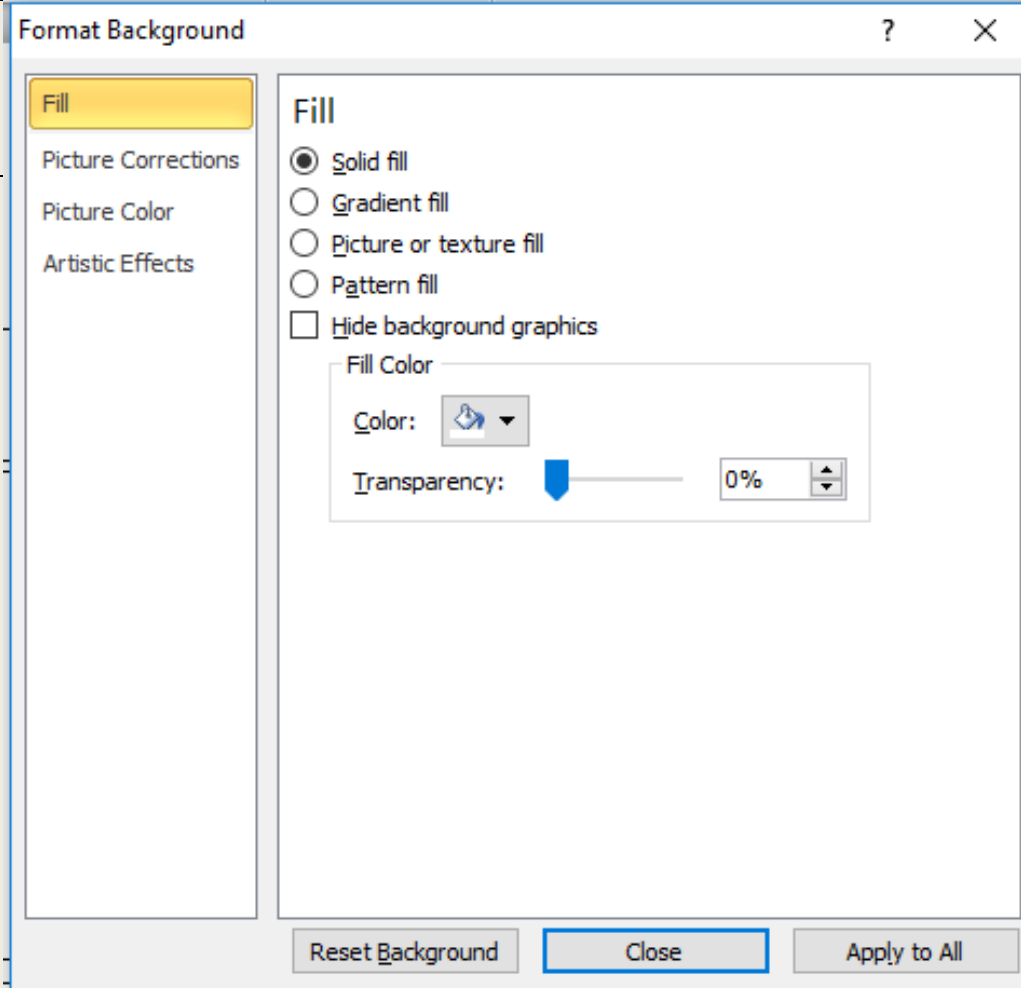 Format Background
?
Fill
Picture Corrections
Picture Color
Artistic Effects
Fill
Solid fill
Gradient fill
Picture or texture fill
Pattern fill
Hide background graphics
Fill Color
Color:
Transparency: 0%
Reset Background Close Apply to All